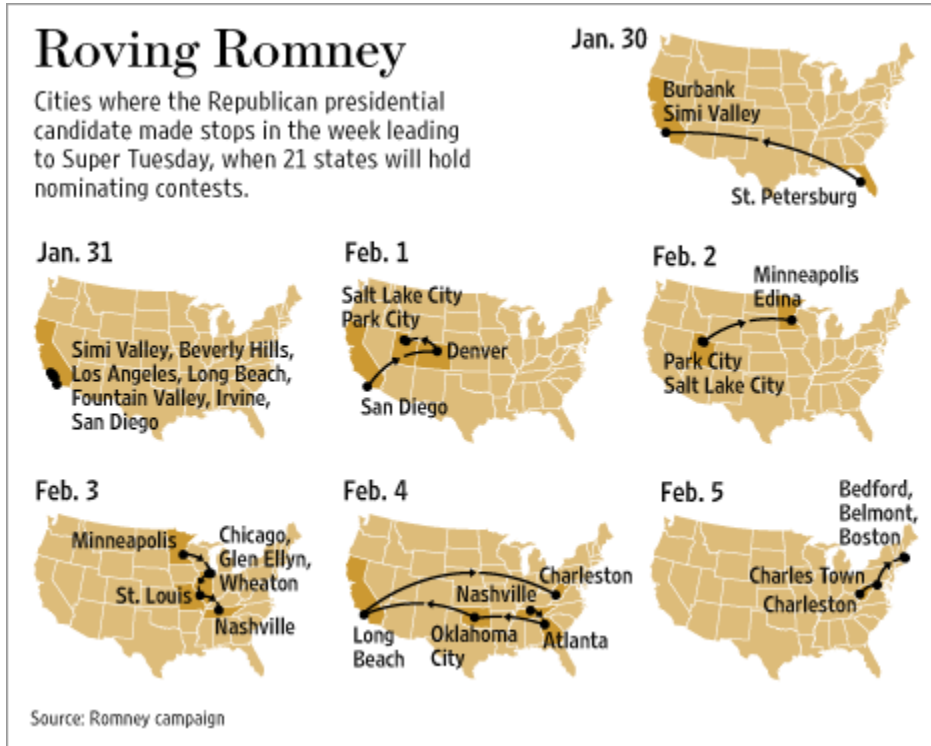 Roving Romney
Cities where the Republican presidential
candidate made stops in the week leading
to Super Tuesday, when 21 states will hold
nominating contests.
Jan. 30
Burbank
Simi Valley
St. Petersburg
Jan. 31
Simi Valley, Beverly Hills,
Los Angeles, Long Beach,
Fountain Valley, Irvine,
San Diego
Feb. 1
Salt Lake City
Park City
Denver
San Diego
Feb. 2
Minneapolis
Edina
Park City
Salt Lake City
Feb. 3
Minneapolis
Chicago,
Glen Ellyn,
Wheaton
St. Louis
Nashville
Feb. 4
Charleston
Nashville
Long
Beach
Oklahoma
City
Atlanta
Feb. 5
Bedford,
Belmont,
Boston
Charles Town
Charleston
Source: Romney campaign